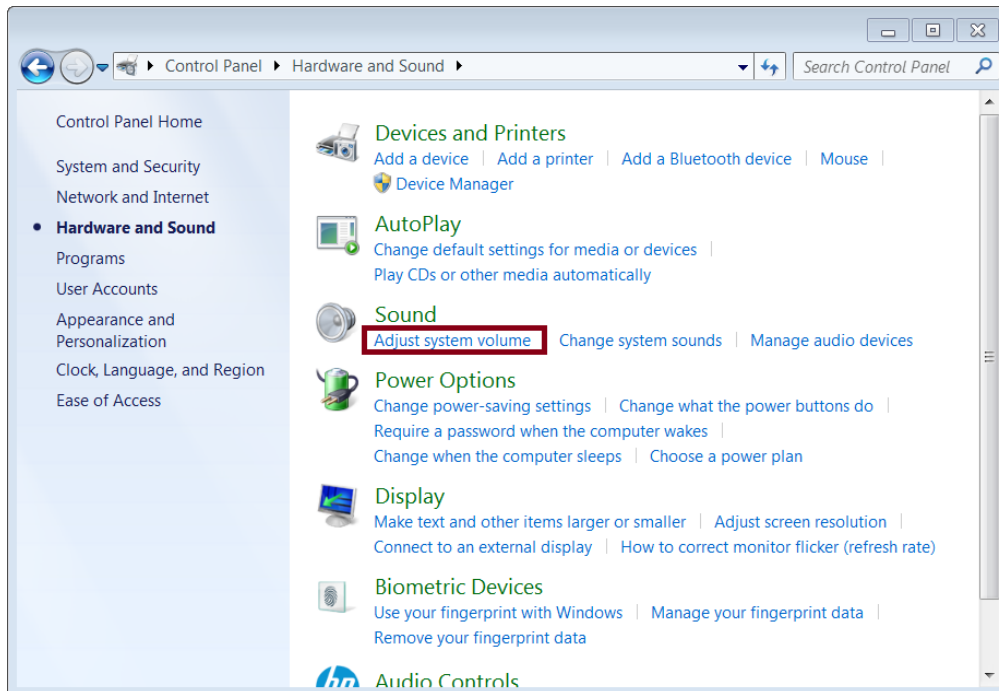 Control Panel Hardware and Sound Search Control Panel
Control Panel Home
System and Security
Network and Internet
Hardware and Sound
Programs
User Accounts
Appearance and
Personalization
Clock, Language, and Region
Ease of Access
Devices and Printers
Add a device Add a printer Add a Bluetooth device Mouse
Device Manager
AutoPlay
Change default settings for media or devices
Play CDs or other media automatically
Sound
Adjust system volume Change system sounds Manage audio devices
Power Options
Change power-saving settings Change what the power buttons do
Require a password when the computer wakes
Change when the computer sleeps Choose a power plan
Display
Make text and other items larger or smaller Adjust screen resolution
Connect to an external display How to correct monitor flicker (refresh rate)
Biometric Devices
Use your fingerprint with Windows Manage your fingerprint data
Remove your fingerprint data
hp Audio Controls